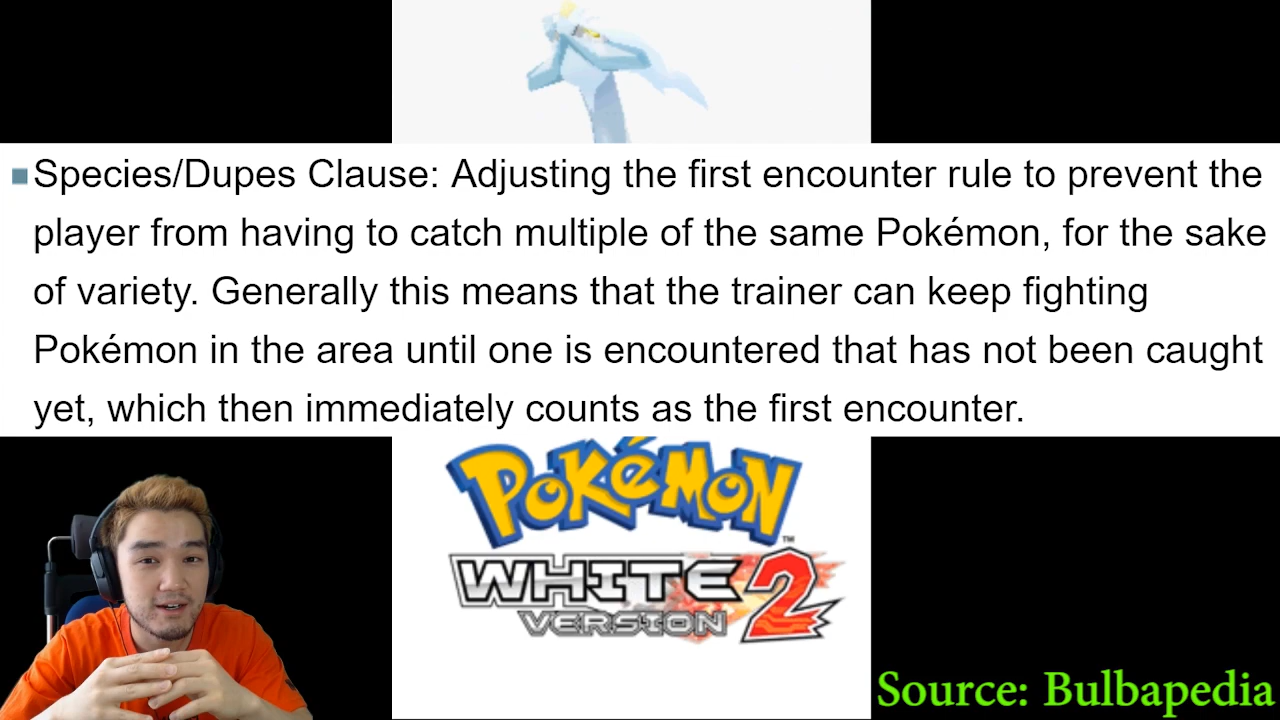 Species/Dupes Clause: Adjusting the first encounter rule to prevent the
player from having to catch multiple of the same Pokémon, for the sake
of variety. Generally this means that the trainer can keep fighting
Pokémon in the area until one is encountered that has not been caught
yet, which then immediately counts as the first encounter.
POKéMON
™
WHITE 2
VERSION
Source: Bulbapedia